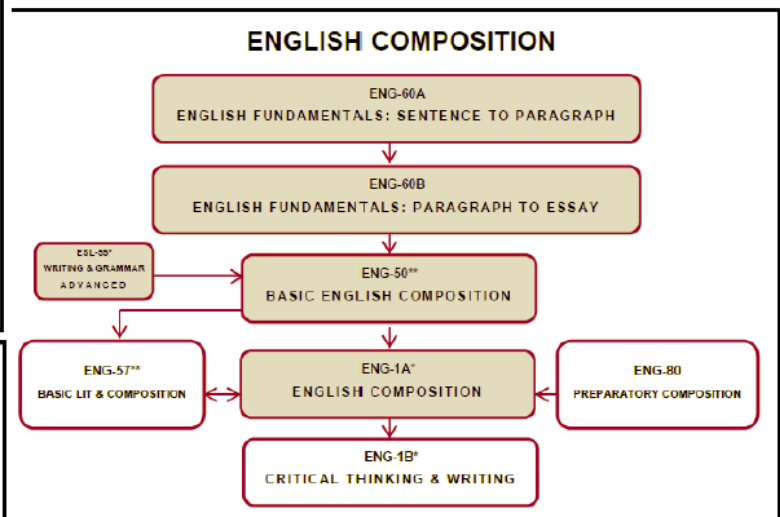 ENGLISH COMPOSITION
ENG-60A
ENGLISH FUNDAMENTALS: SENTENCE TO PARAGRAPH
ENG-60B
ENGLISH FUNDAMENTALS: PARAGRAPH TO ESSAY
ESL-55*
WRITING & GRAMMAR
ADVANCED
ENG-50**
BASIC ENGLISH COMPOSITION
ENG-57**
BASIC LIT & COMPOSITION
ENG-1A*
ENGLISH COMPOSITION
ENG-80
PREPARATORY COMPOSITION
ENG-1B*
CRITICAL THINKING & WRITING